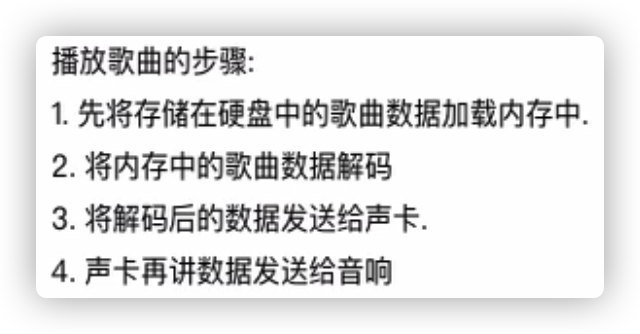 播放歌曲的步骤:
1. 先将存储在硬盘中的歌曲数据加载内存中.
2. 将内存中的歌曲数据解码
3. 将解码后的数据发送给声卡.
4. 声卡再讲数据发送给音响